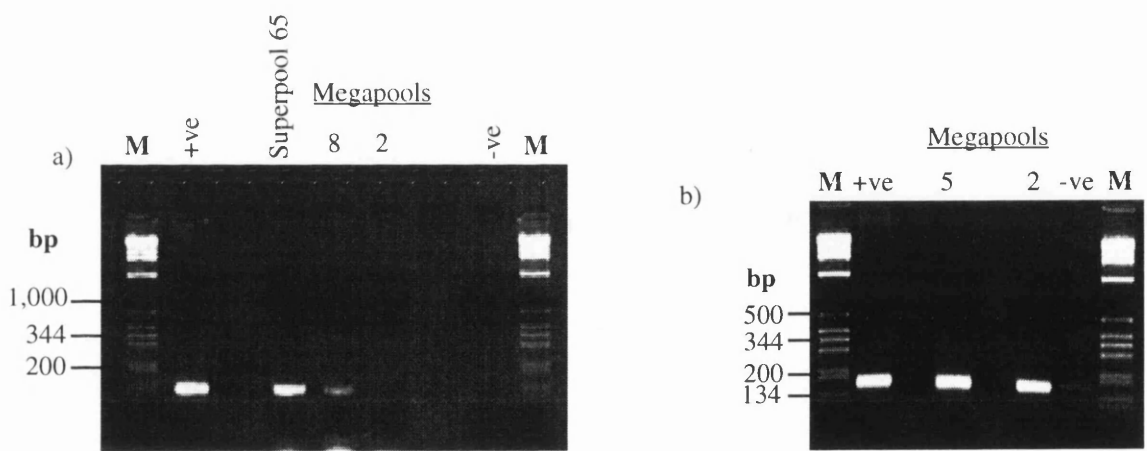 a)
Superpool 65
Megapools
M +ve 8 2 -ve M
bp
1,000
344
200
b)
Megapools
M +ve 5 2 -ve M
bp
500
344
200
134